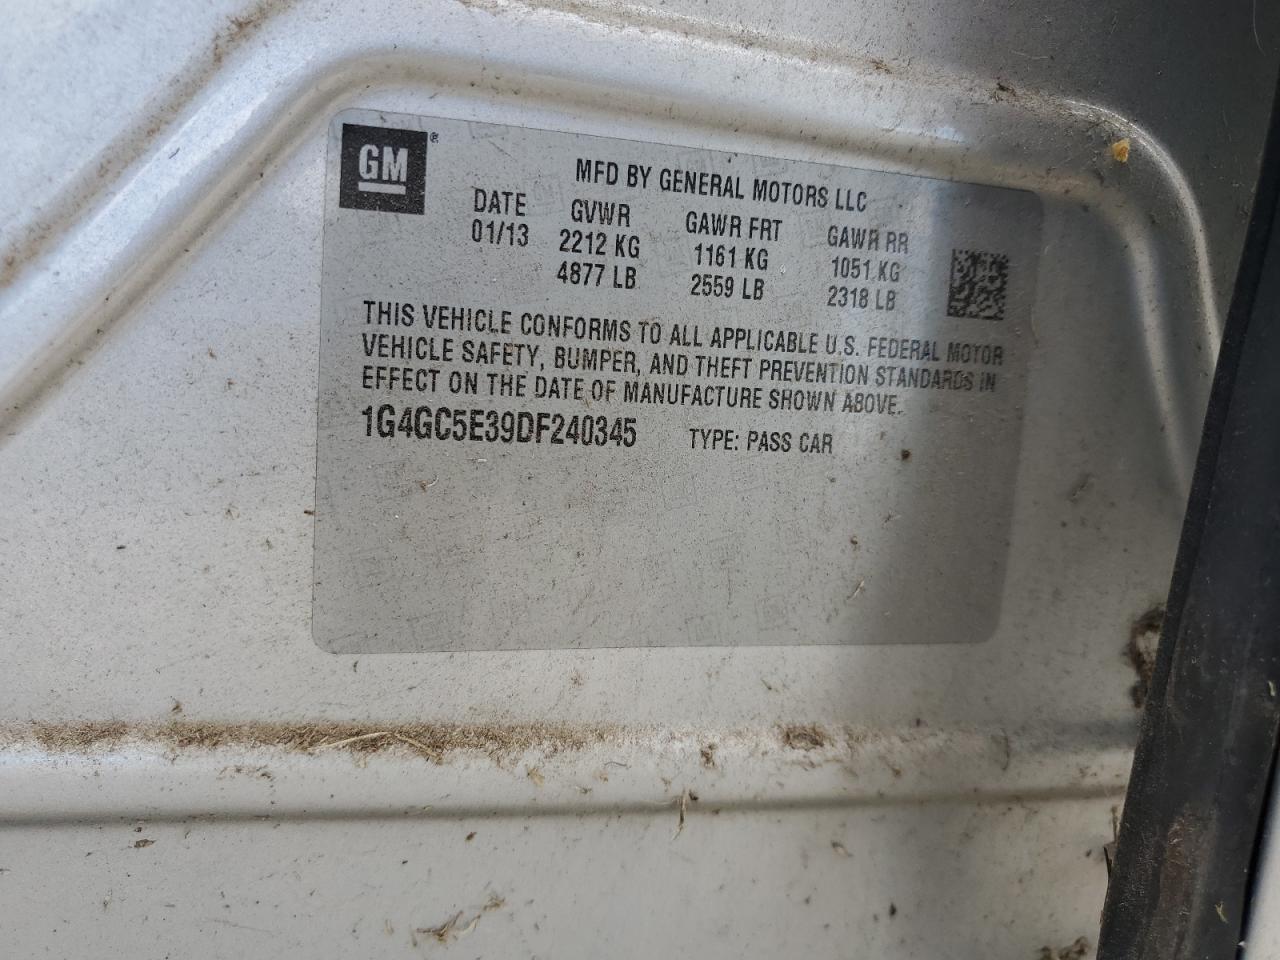 GM®
MFD BY GENERAL MOTORS LLC
DATE GVWR GAWR FRT GAWR RR
01/13 2212 KG 1161 KG 1051 KG
4877 LB 2559 LB 2318 LB
THIS VEHICLE CONFORMS TO ALL APPLICABLE U.S. FEDERAL MOTOR
VEHICLE SAFETY, BUMPER, AND THEFT PREVENTION STANDARDS IN
EFFECT ON THE DATE OF MANUFACTURE SHOWN ABOVE.
1G4GC5E39DF240345 TYPE: PASS CAR